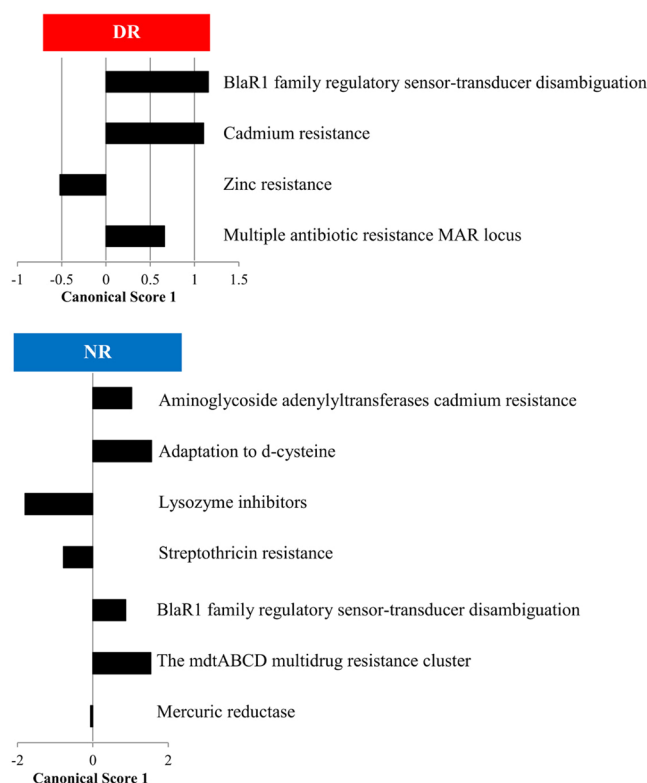 DR
BlaR1 family regulatory sensor-transducer disambiguation
Cadmium resistance
Zinc resistance
Multiple antibiotic resistance MAR locus
-1 -0.5 0 0.5 1 1.5
Canonical Score 1
NR
Aminoglycoside adenylyltransferases cadmium resistance
Adaptation to d-cysteine
Lysozyme inhibitors
Streptothricin resistance
BlaR1 family regulatory sensor-transducer disambiguation
The mdtABCD multidrug resistance cluster
Mercuric reductase
-2 0 2
Canonical Score 1